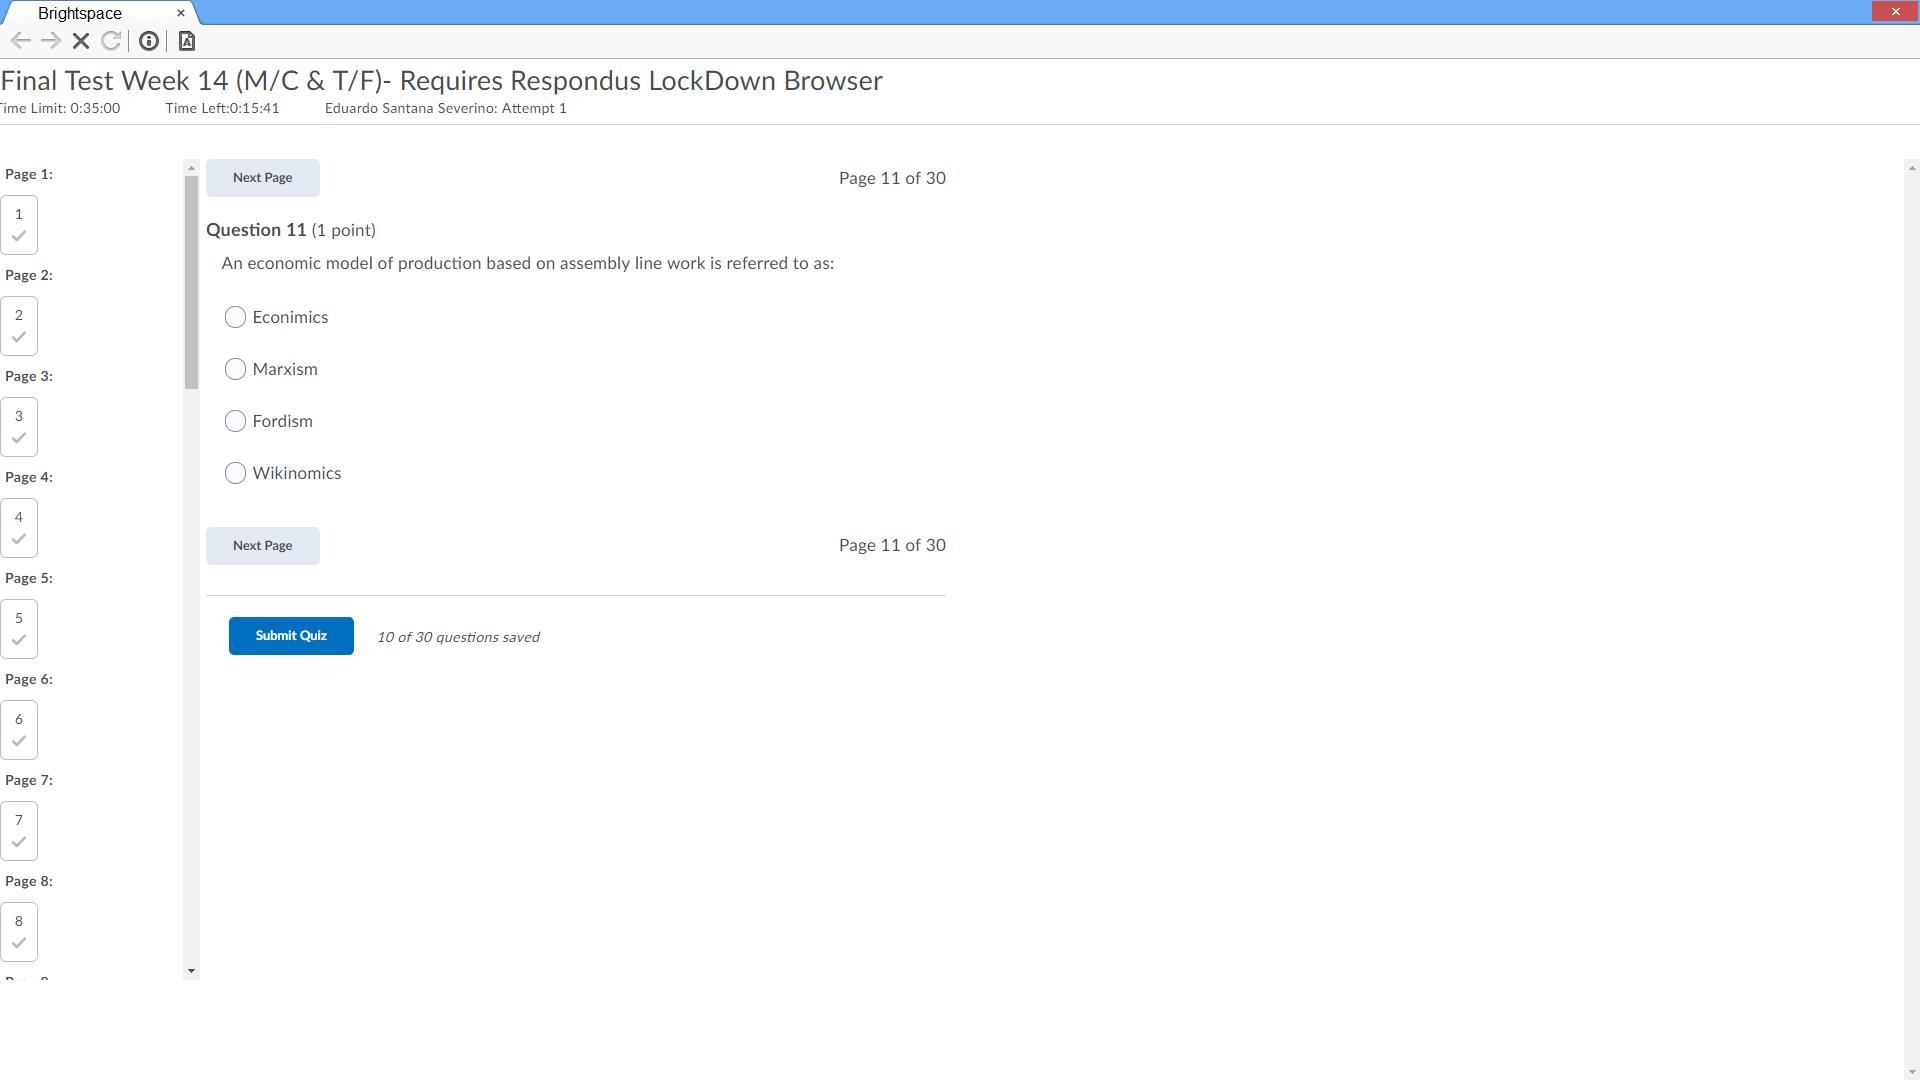 Brightspace
Final Test Week 14 (M/C & T/F)- Requires Respondus LockDown Browser
Time Limit: 0:35:00 Time Left:0:15:41 Eduardo Santana Severino: Attempt 1
Page 1:
1
Page 2:
2
Page 3:
3
Page 4:
4
Page 5:
5
Page 6:
6
Page 7:
7
Page 8:
8
Next Page Page 11 of 30
Question 11 (1 point)
An economic model of production based on assembly line work is referred to as:
Econimics
Marxism
Fordism
Wikinomics
Next Page Page 11 of 30
Submit Quiz 10 of 30 questions saved